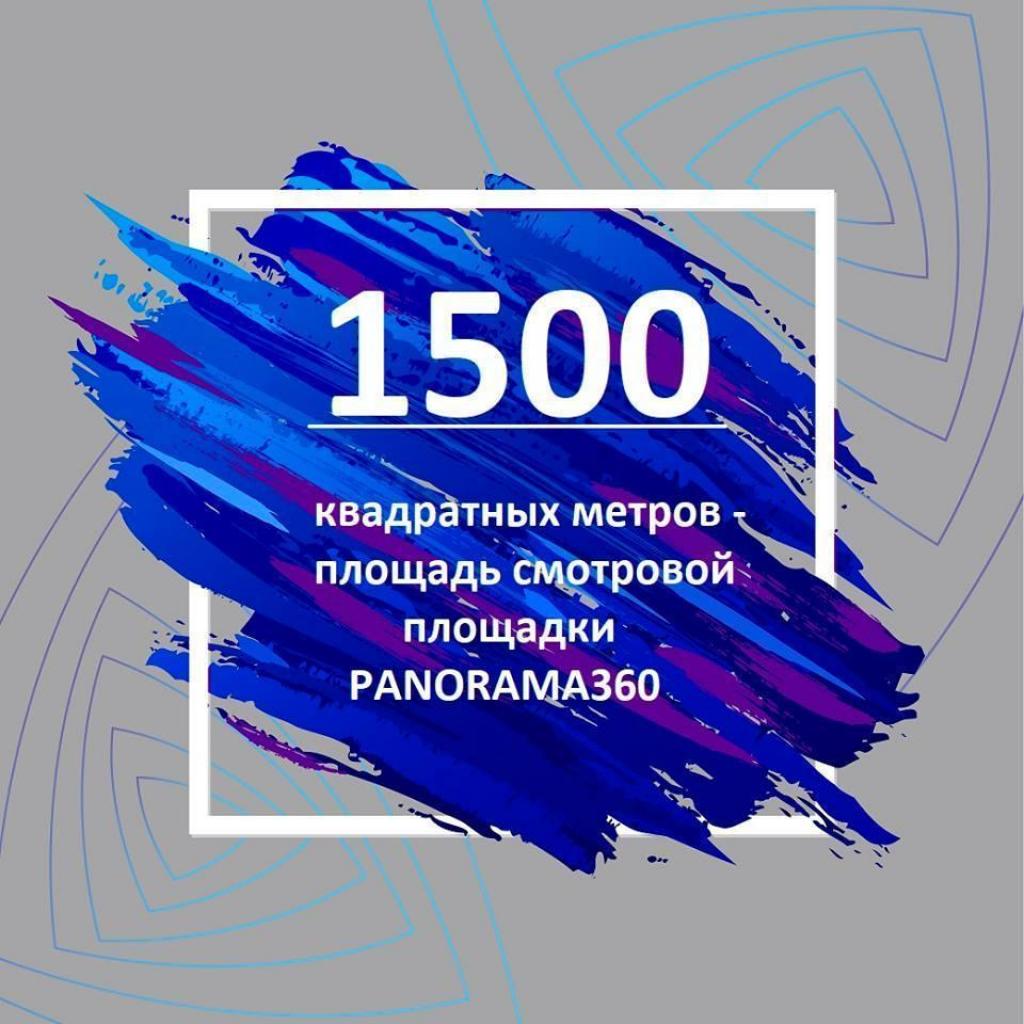 1500
квадратных метров -
площадь смотровой
площадки
PANORAMA360